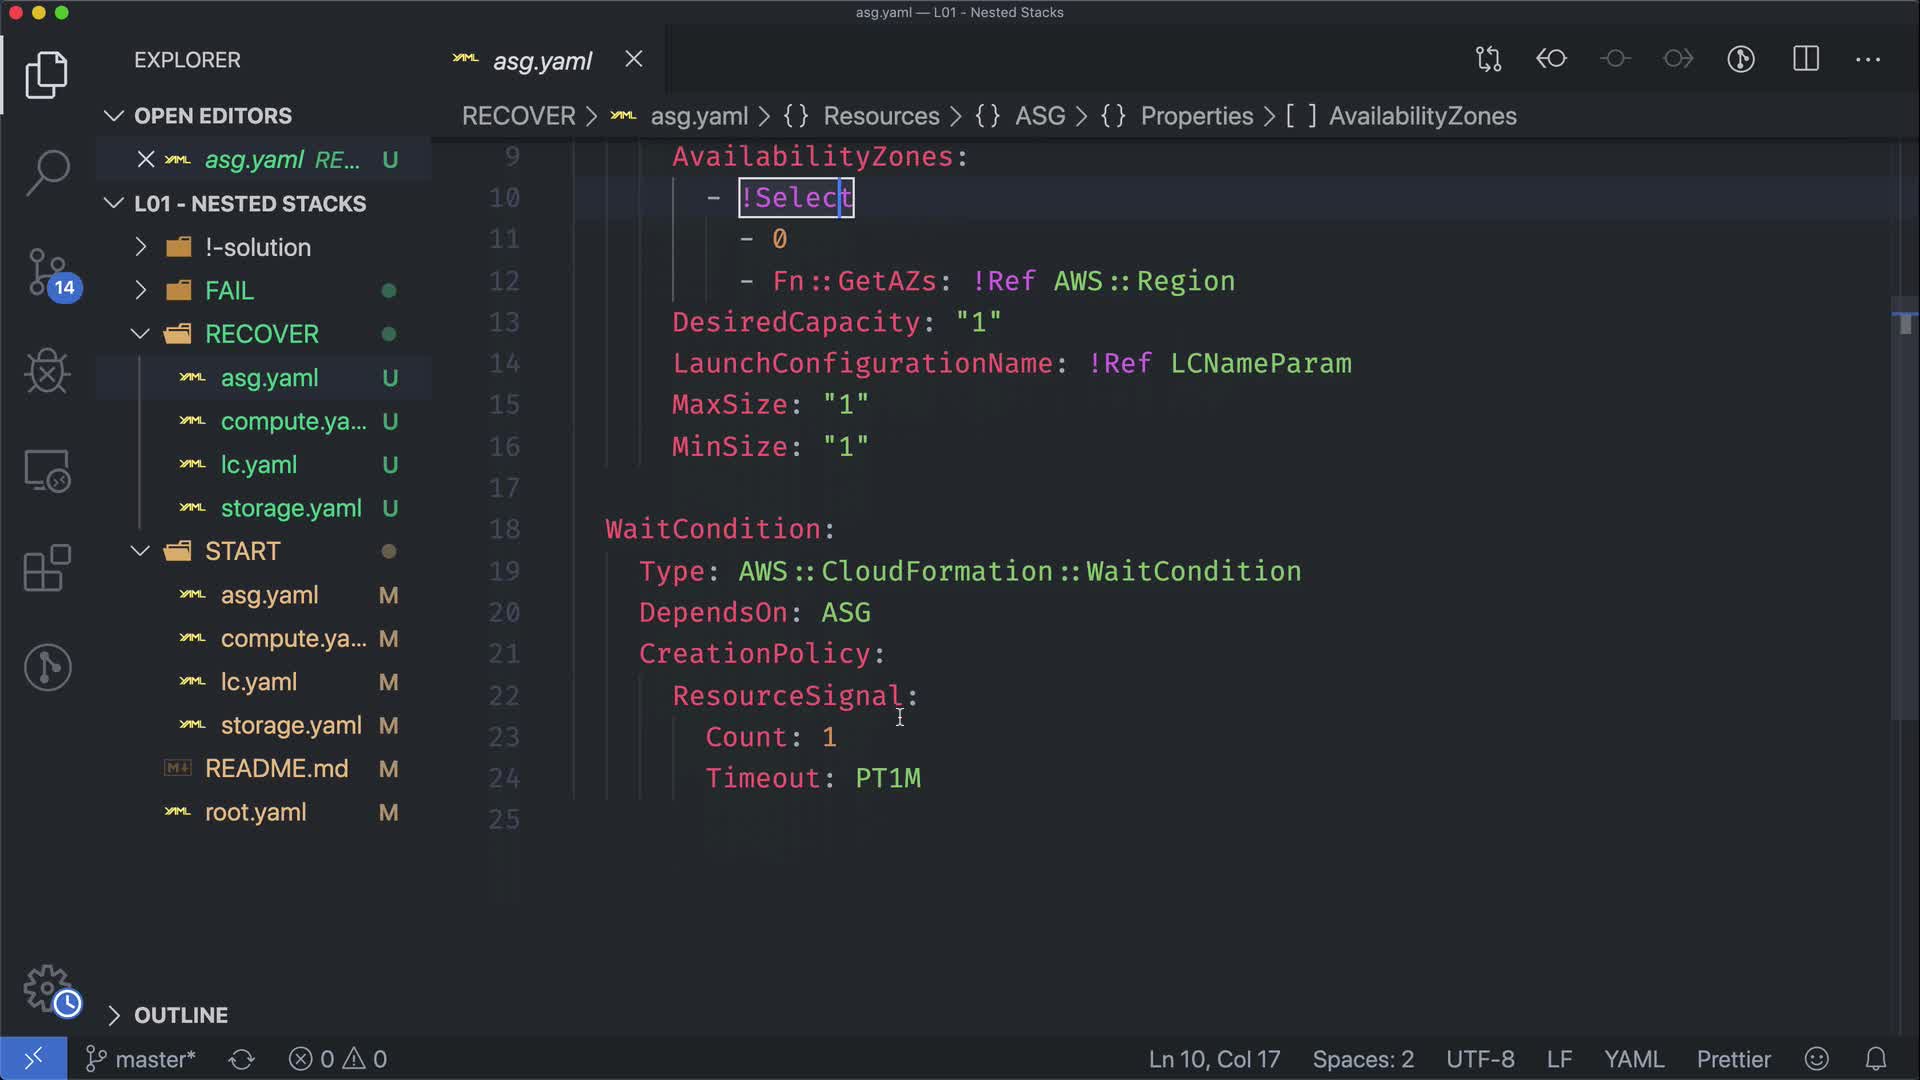 asg.yaml — L01 - Nested Stacks
EXPLORER
OPEN EDITORS
asg.yaml RE... U
L01 - NESTED STACKS
!-solution
FAIL
RECOVER
asg.yaml U
compute.ya... U
lc.yaml U
storage.yaml U
START
asg.yaml M
compute.ya... M
lc.yaml M
storage.yaml M
README.md M
root.yaml M
OUTLINE
14
asg.yaml
RECOVER > asg.yaml > {} Resources > {} ASG > {} Properties > [ ] AvailabilityZones
9 AvailabilityZones:
10 - !Select
11 - 0
12 - Fn::GetAZs: !Ref AWS::Region
13 DesiredCapacity: "1"
14 LaunchConfigurationName: !Ref LCNameParam
15 MaxSize: "1"
16 MinSize: "1"
17
18 WaitCondition:
19 Type: AWS::CloudFormation::WaitCondition
20 DependsOn: ASG
21 CreationPolicy:
22 ResourceSignal:
23 Count: 1
24 Timeout: PT1M
25
master* 0 0 Ln 10, Col 17 Spaces: 2 UTF-8 LF YAML Prettier